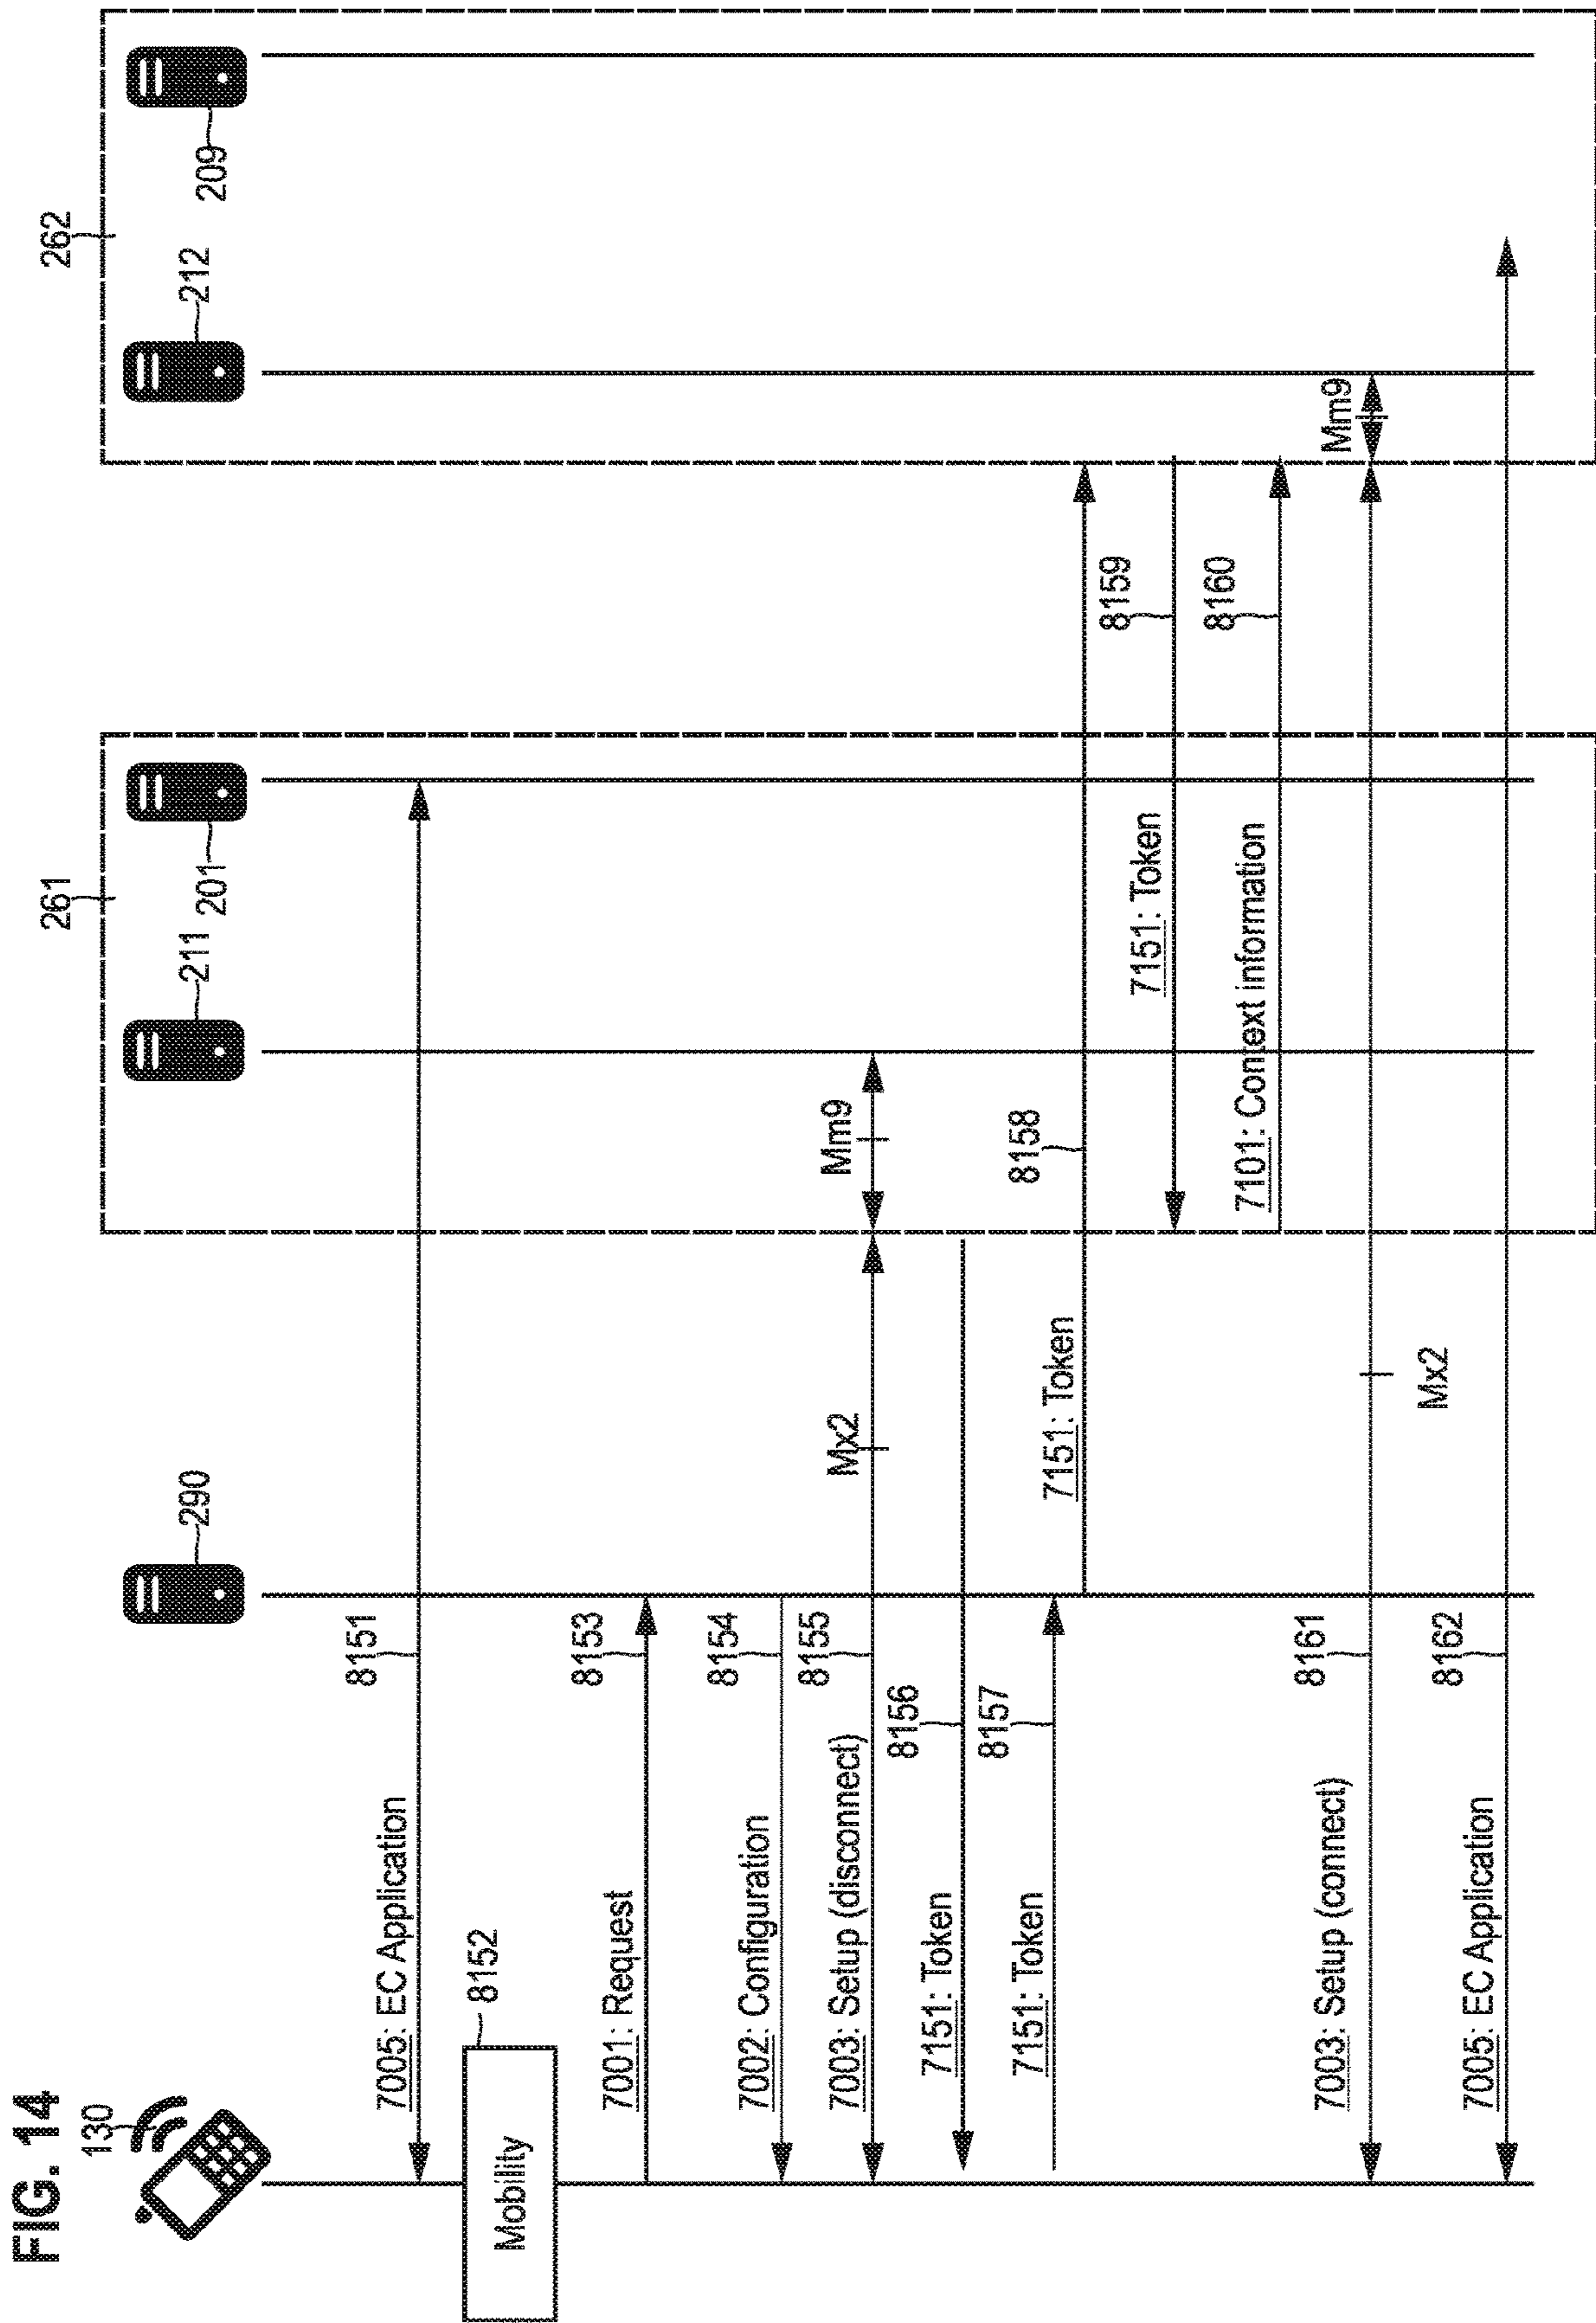 FIG. 14
130
290
261
211
201
262
212
209
8151
7005: EC Application
8152
Mobility
8153
7001: Request
8154
7002: Configuration
8155
7003: Setup (disconnect)
Mx2
Mm9
8156
7151: Token
8157
7151: Token
8158
7151: Token
8159
7151: Token
8160
7101: Context information
8161
7003: Setup (connect)
Mx2
Mm9
8162
7005: EC Application